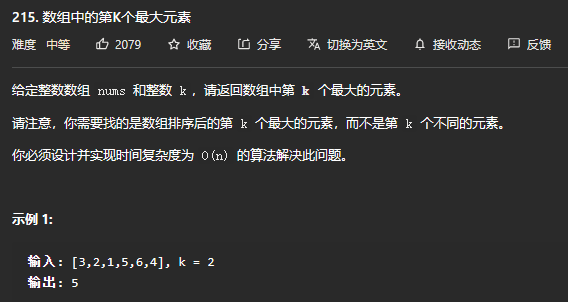 215. 数组中的第K个最大元素
难度 中等 2079 收藏 分享 切换为英文 接收动态 反馈
给定整数数组 nums 和整数 k，请返回数组中第 k 个最大的元素。
请注意，你需要找的是数组排序后的第 k 个最大的元素，而不是第 k 个不同的元素。
你必须设计并实现时间复杂度为 O(n) 的算法解决此问题。
示例 1:
输入: [3,2,1,5,6,4], k = 2
输出: 5